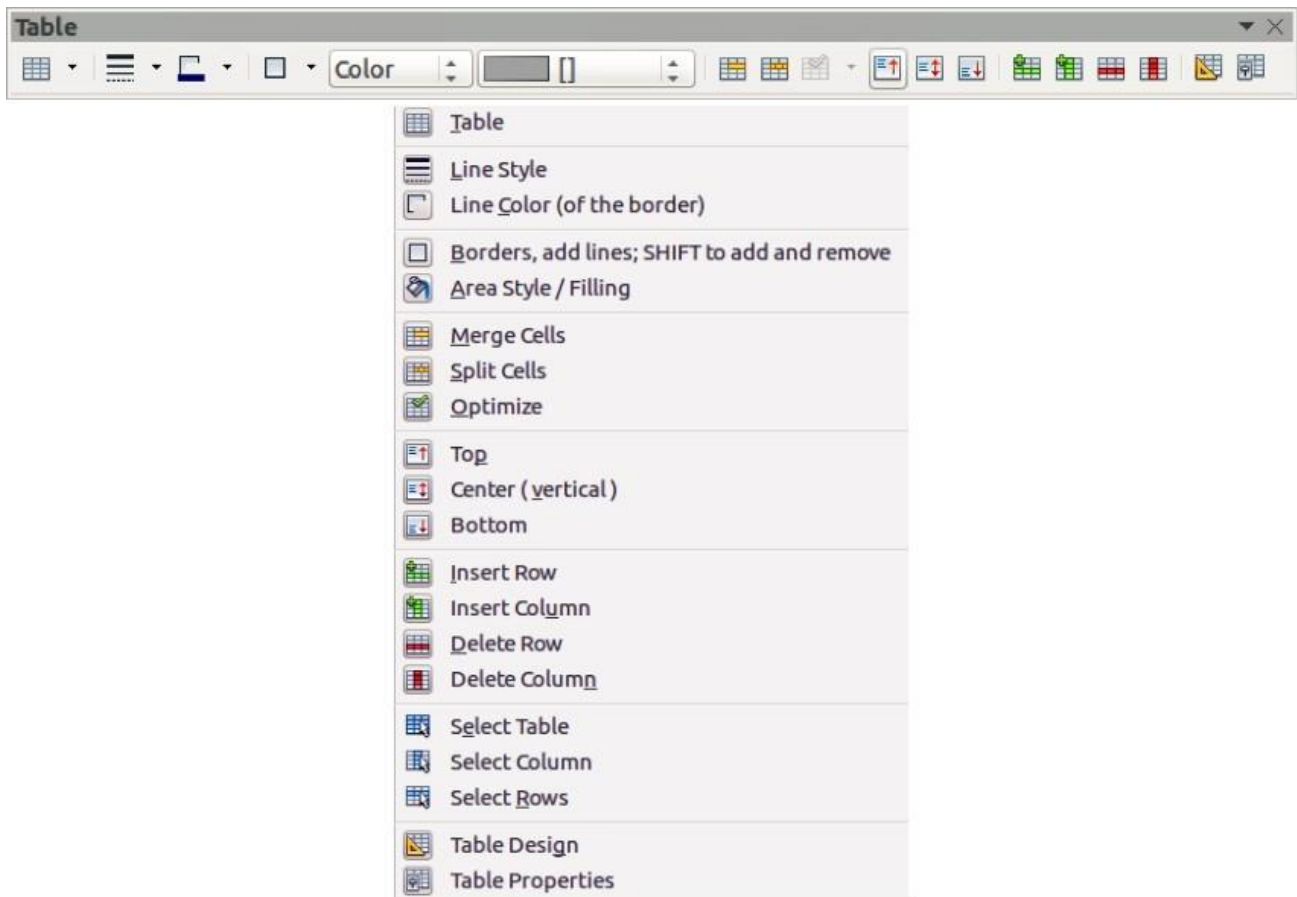 Table
Color []
Table
Line Style
Line Color (of the border)
Borders, add lines; SHIFT to add and remove
Area Style / Filling
Merge Cells
Split Cells
Optimize
Top
Center ( vertical )
Bottom
Insert Row
Insert Column
Delete Row
Delete Column
Select Table
Select Column
Select Rows
Table Design
Table Properties